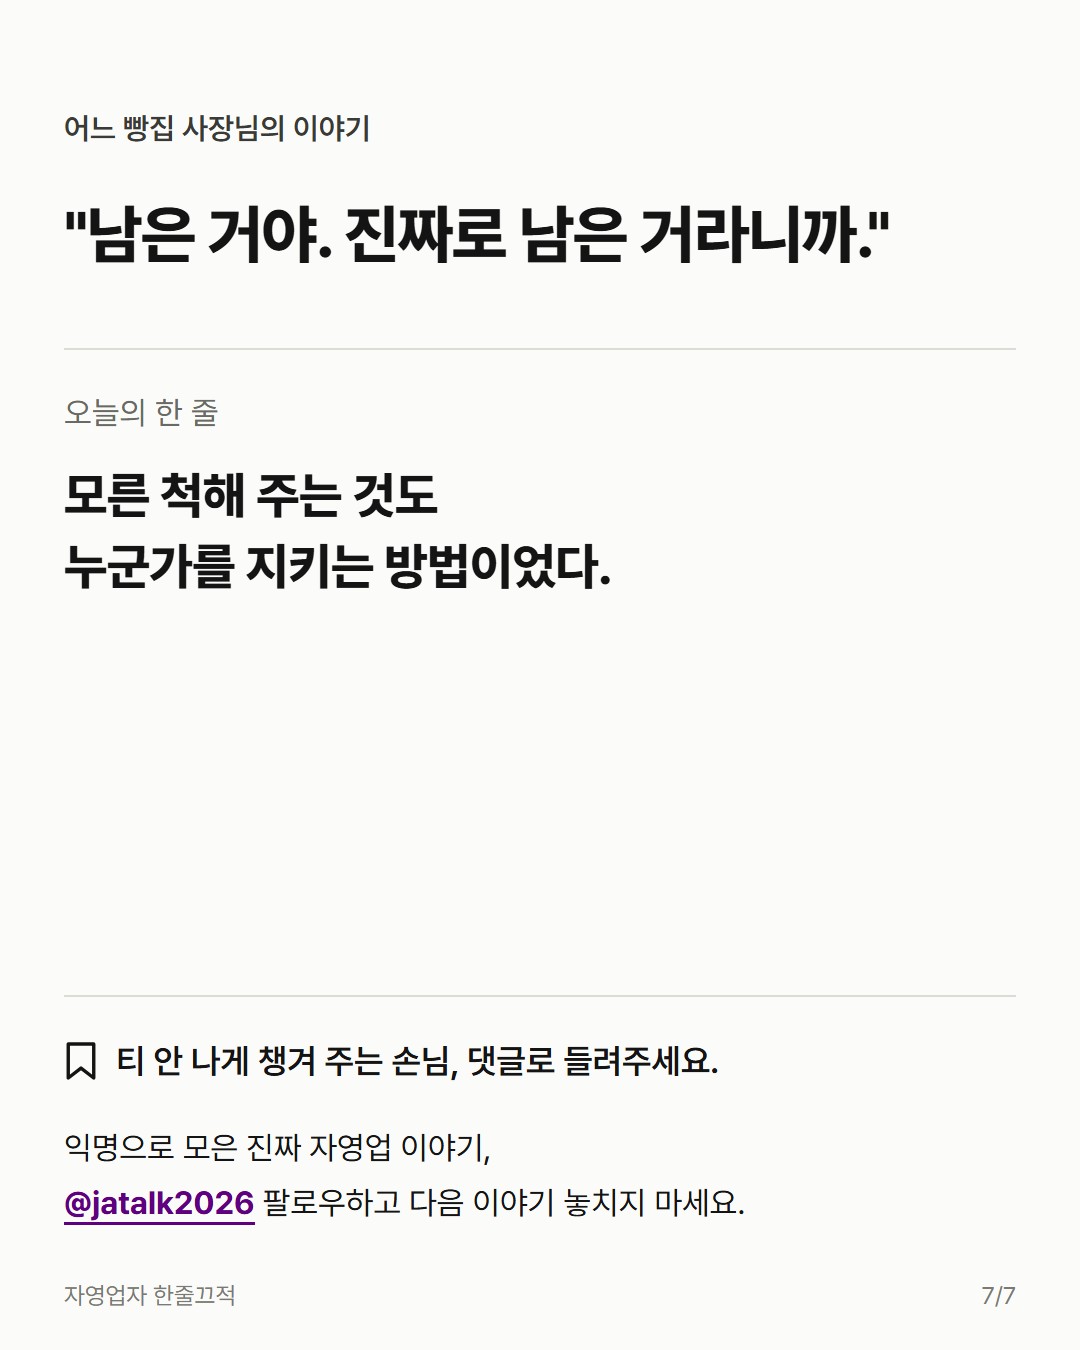 어느 빵집 사장님의 이야기
"남은 거야. 진짜로 남은 거라니까."
오늘의 한 줄
모른 척해 주는 것도
누군가를 지키는 방법이었다.
티 안 나게 챙겨 주는 손님, 댓글로 들려주세요.
익명으로 모은 진짜 자영업 이야기,
@jatalk2026 팔로우하고 다음 이야기 놓치지 마세요.
자영업자 한줄끄적
7/7